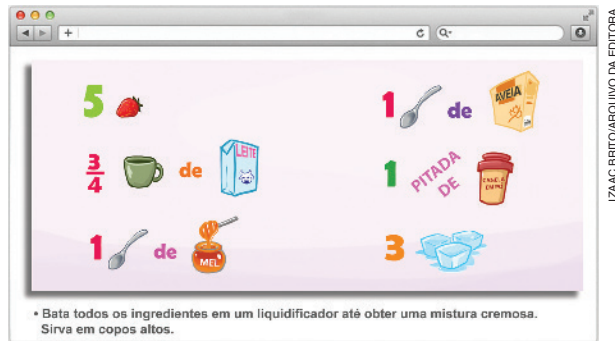 5
3/4 de LEITE
1 de MEL
1 de AVEIA
1 PITADA DE
3
• Bata todos os ingredientes em um liquidificador até obter uma mistura cremosa.
Sirva em copos altos.
IZAAC BRITO/ARQUIVO DA EDITORA